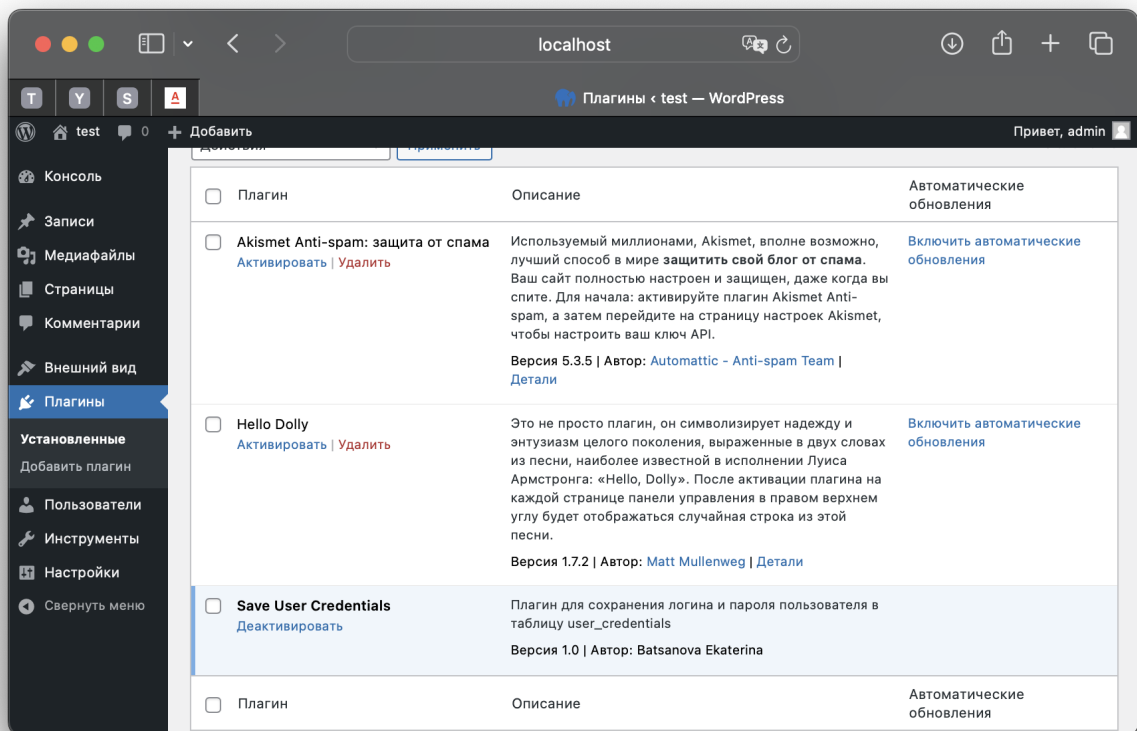 localhost
T Y S A
Плагины ‹ test — WordPress
test 0 + Добавить
Привет, admin
Действия Применить
Консоль
Записи
Медиафайлы
Страницы
Комментарии
Внешний вид
Плагины
Установленные
Добавить плагин
Пользователи
Инструменты
Настройки
Свернуть меню
Плагин Описание Автоматические
обновления
Akismet Anti-spam: защита от спама
Активировать | Удалить
Используемый миллионами, Akismet, вполне возможно,
лучший способ в мире защитить свой блог от спама.
Ваш сайт полностью настроен и защищен, даже когда вы
спите. Для начала: активируйте плагин Akismet Anti-
spam, а затем перейдите на страницу настроек Akismet,
чтобы настроить ваш ключ API.
Версия 5.3.5 | Автор: Automattic - Anti-spam Team |
Детали
Включить автоматические
обновления
Hello Dolly
Активировать | Удалить
Это не просто плагин, он символизирует надежду и
энтузиазм целого поколения, выраженные в двух словах
из песни, наиболее известной в исполнении Луиса
Армстронга: «Hello, Dolly». После активации плагина на
каждой странице панели управления в правом верхнем
углу будет отображаться случайная строка из этой
песни.
Версия 1.7.2 | Автор: Matt Mullenweg | Детали
Включить автоматические
обновления
Save User Credentials
Деактивировать
Плагин для сохранения логина и пароля пользователя в
таблицу user_credentials
Версия 1.0 | Автор: Batsanova Ekaterina
Плагин Описание Автоматические
обновления